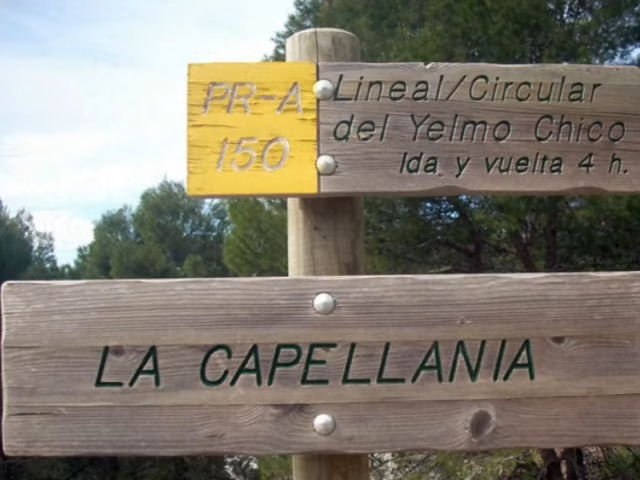 PR-A
150
Lineal/Circular
del Yelmo Chico
Ida y vuelta 4 h.
LA CAPELLANIA